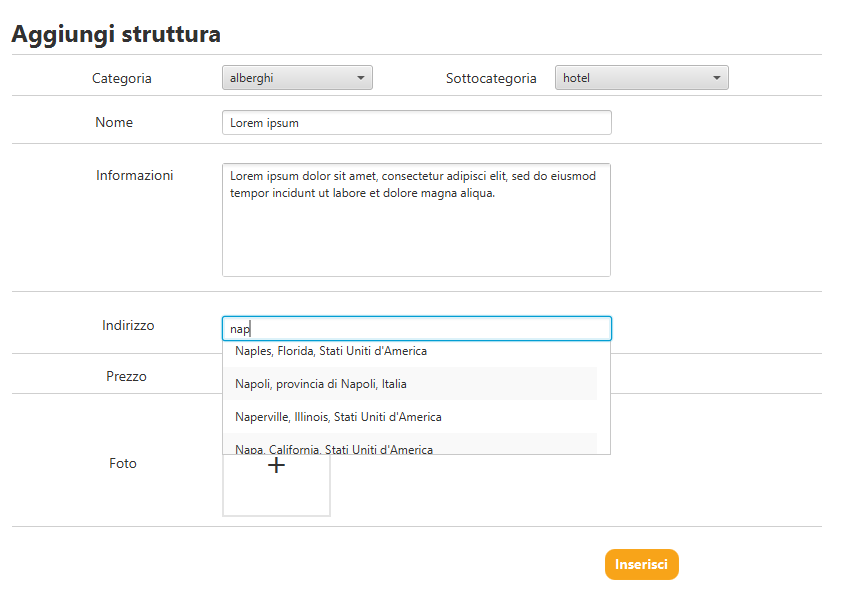 Aggiungi struttura
Categoria alberghi Sottocategoria hotel
Nome Lorem ipsum
Informazioni Lorem ipsum dolor sit amet, consectetur adipisci elit, sed do eiusmod
tempor incidunt ut labore et dolore magna aliqua.
Indirizzo nap
Naples, Florida, Stati Uniti d'America
Prezzo
Napoli, provincia di Napoli, Italia
Naperville, Illinois, Stati Uniti d'America
Napa, California, Stati Uniti d'America
Foto +
Inserisci